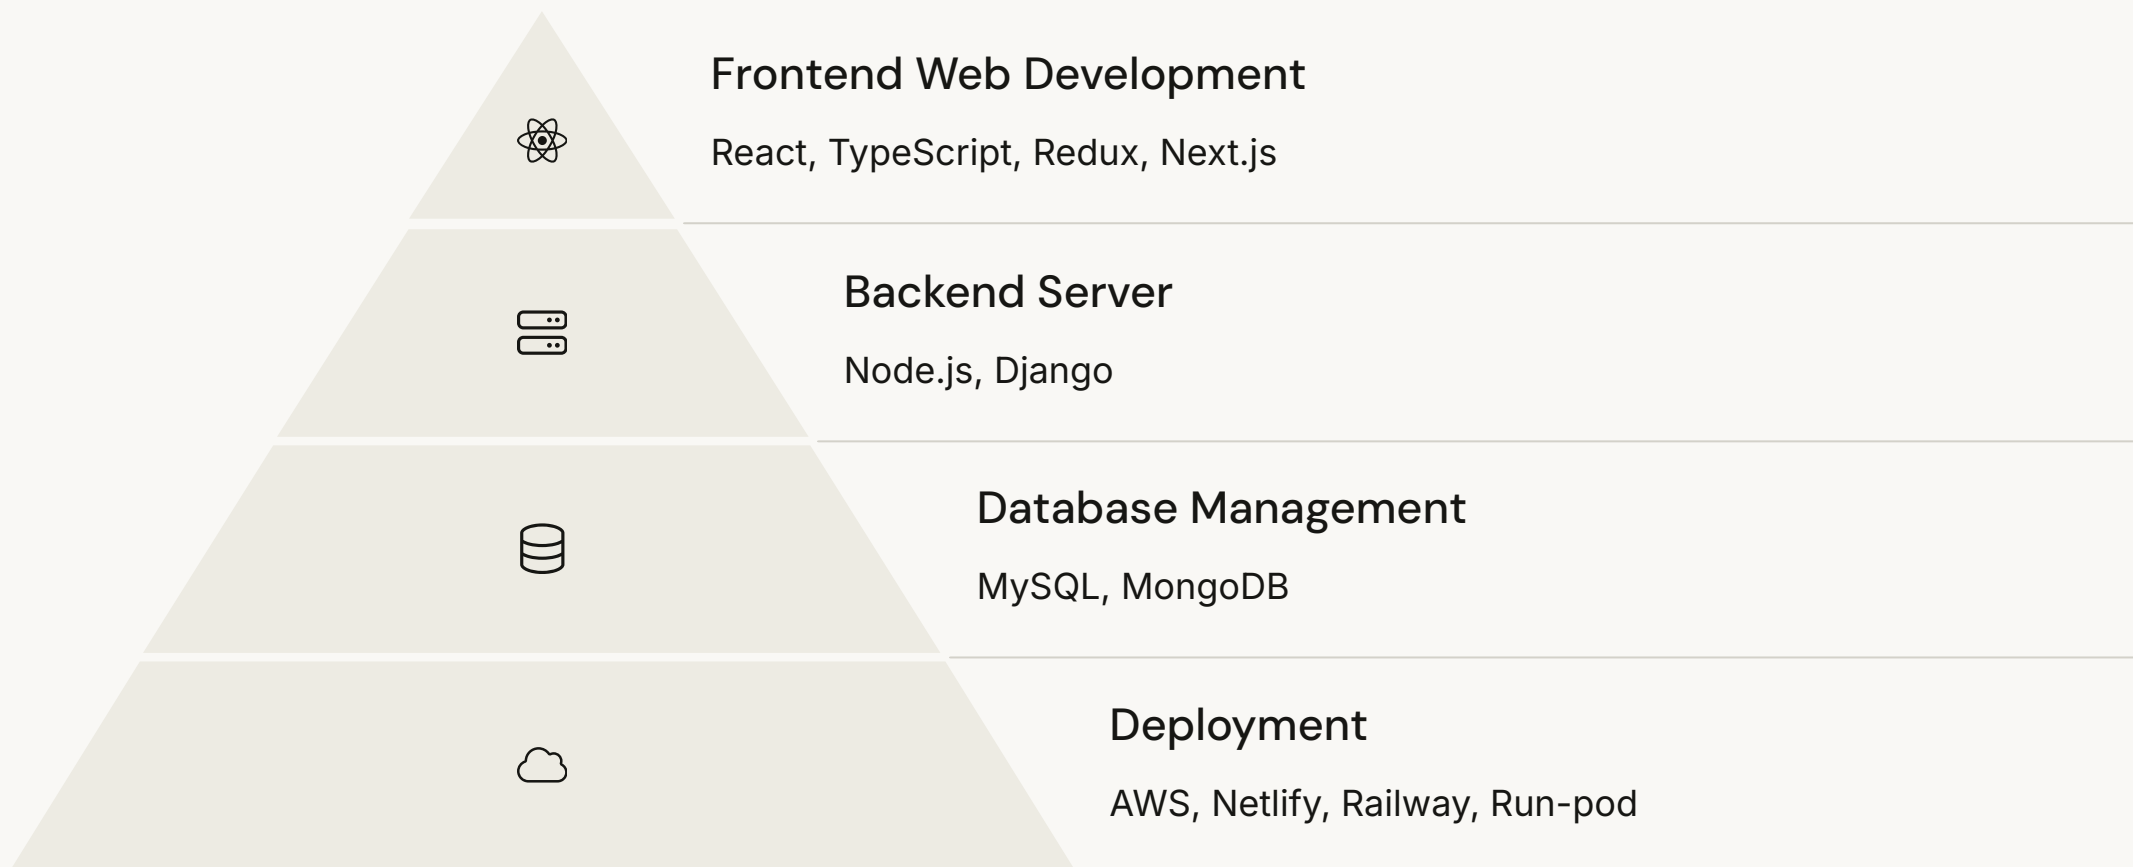 Frontend Web Development
React, TypeScript, Redux, Next.js
Backend Server
Node.js, Django
Database Management
MySQL, MongoDB
Deployment
AWS, Netlify, Railway, Run-pod